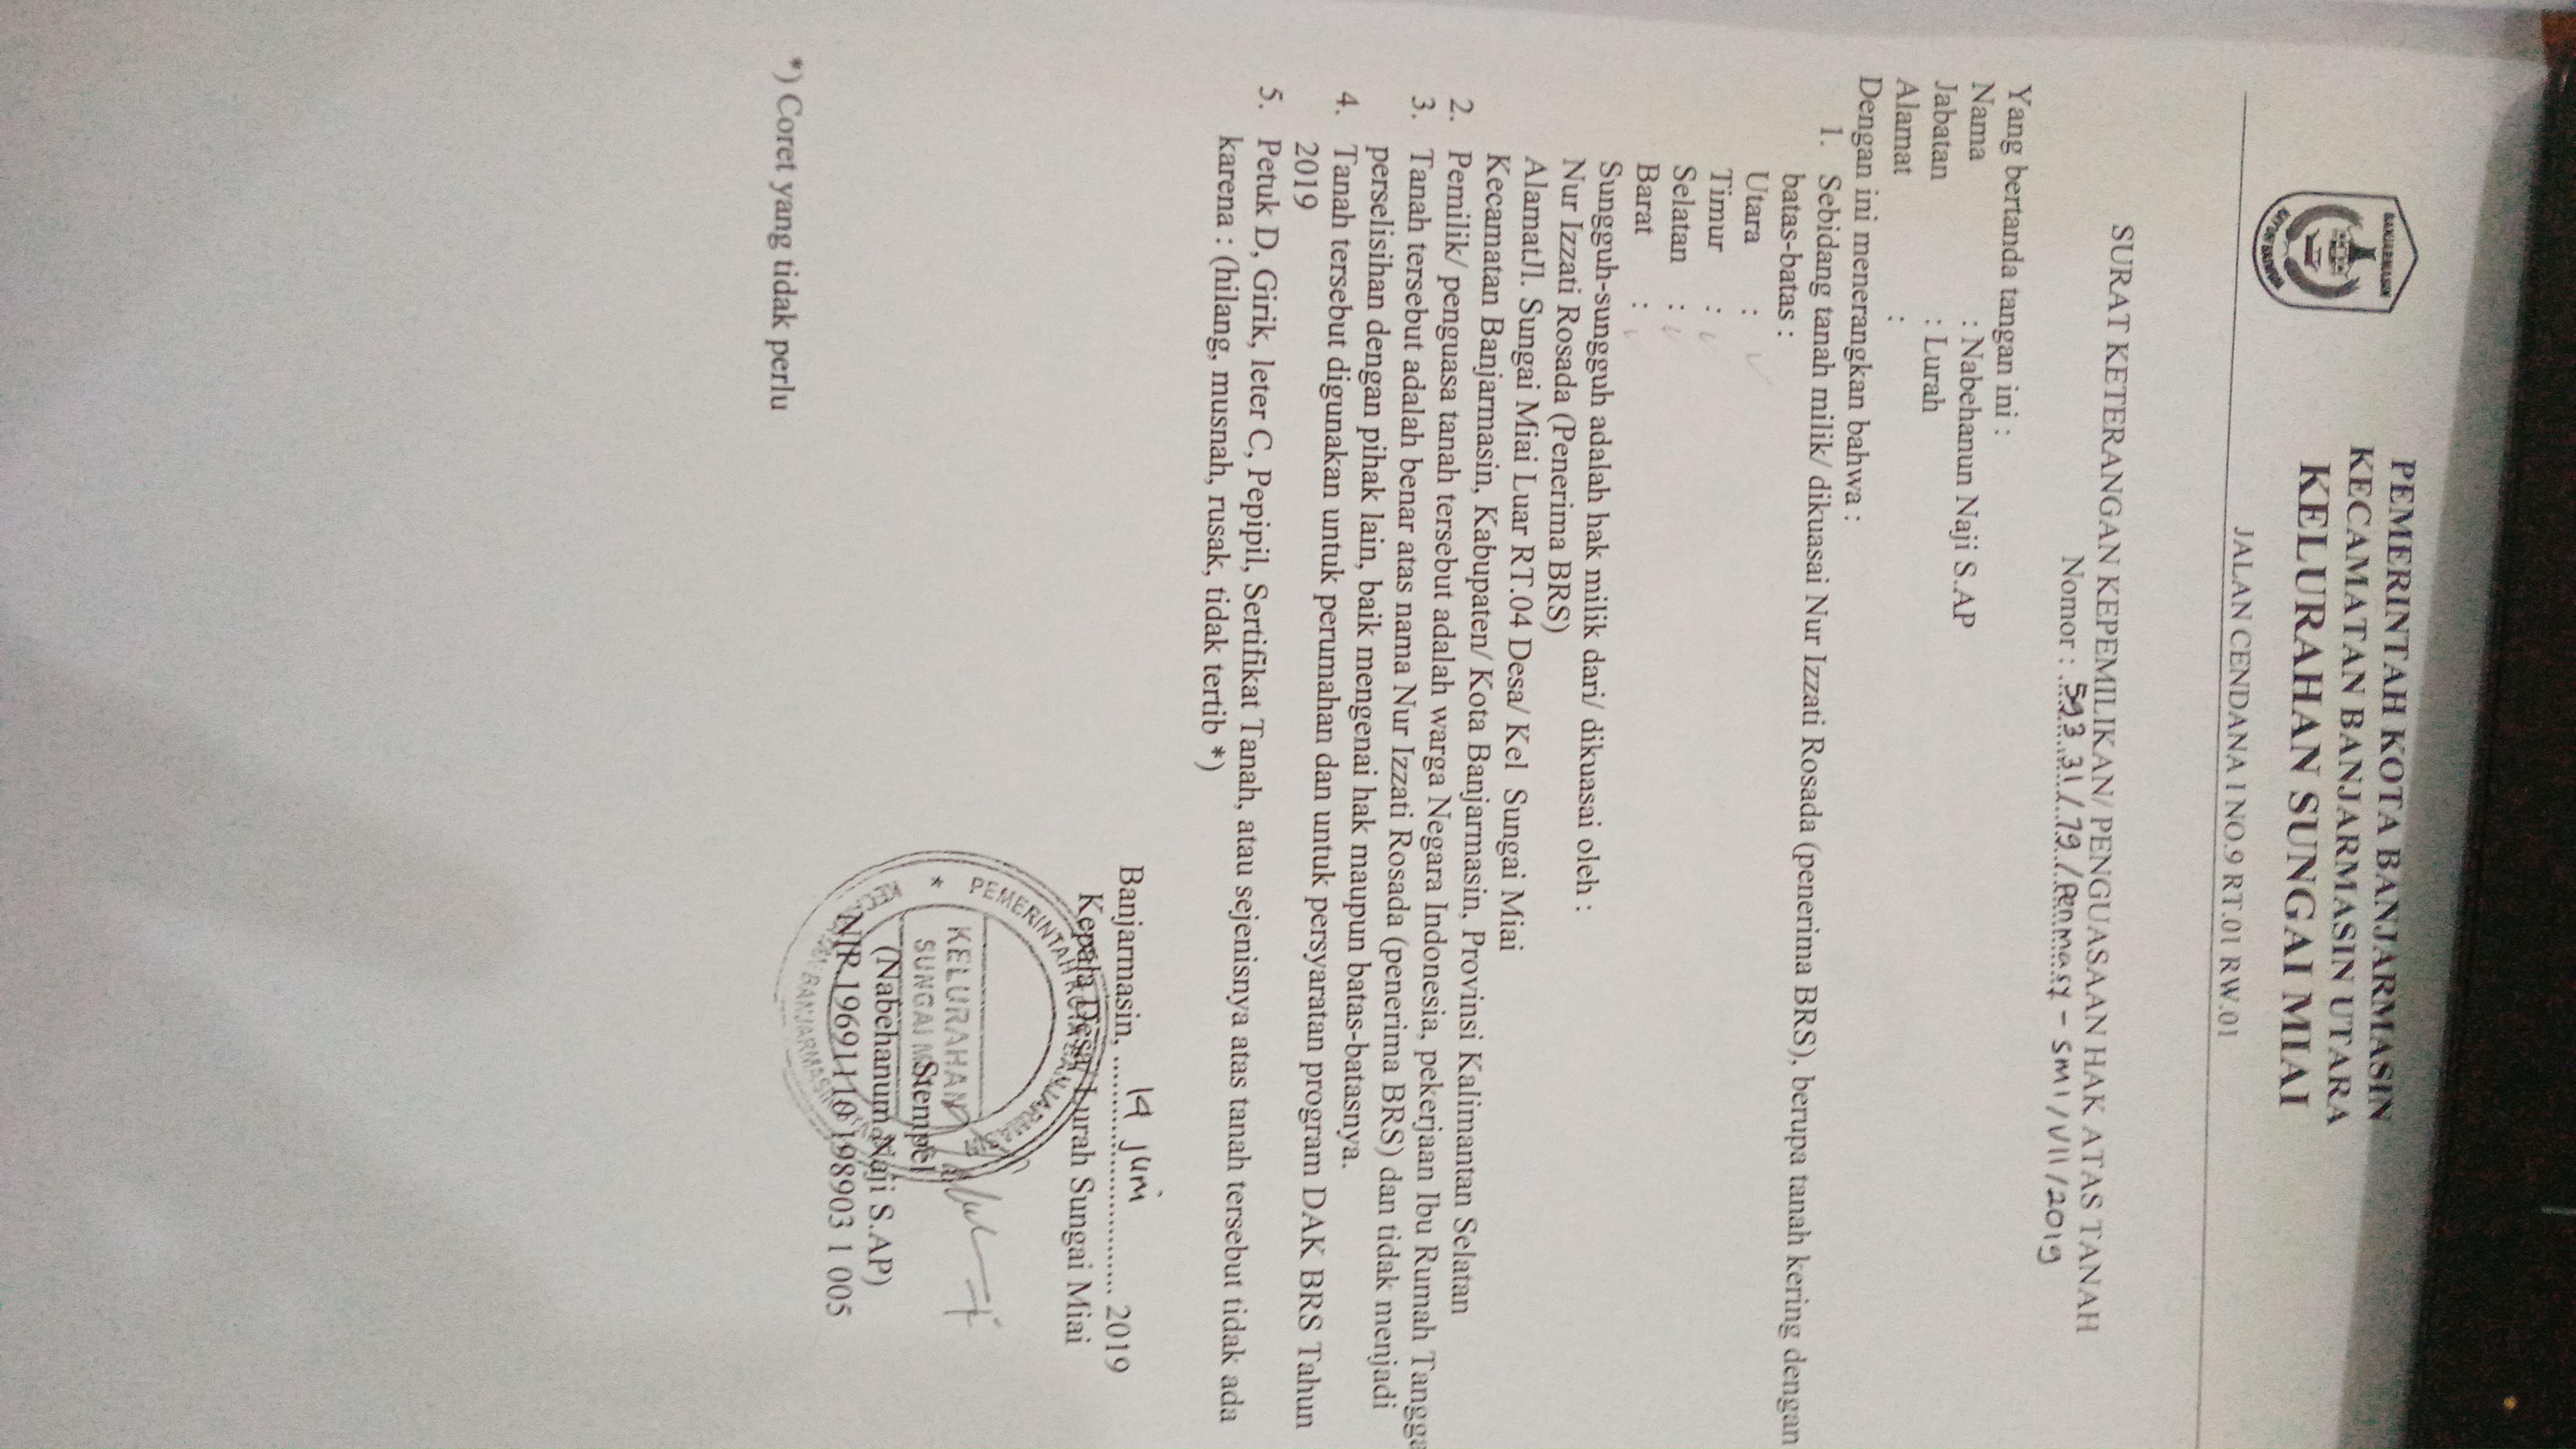 PEMERINTAH KOTA BANJARMASIN
KECAMATAN BANJARMASIN UTARA
KELURAHAN SUNGAI MIAI
JALAN CENDANA I NO.9 RT.01 RW.01
BANJARMASIN
SURAT KETERANGAN KEPEMILIKAN/ PENGUASAAN HAK ATAS TANAH
Nomor : 593.31/.79./Penmas7 - SMI/VII/2019
Yang bertanda tangan ini :
Nama : Nabehanun Naji S.AP
Jabatan : Lurah
Alamat :
Dengan ini menerangkan bahwa :
1. Sebidang tanah milik/ dikuasai Nur Izzati Rosada (penerima BRS), berupa tanah kering dengan
batas-batas :
Utara :
Timur :
Selatan :
Barat :
Sungguh-sungguh adalah hak milik dari/ dikuasai oleh :
Nur Izzati Rosada (Penerima BRS)
AlamatJl. Sungai Miai Luar RT.04 Desa/ Kel Sungai Miai
Kecamatan Banjarmasin, Kabupaten/ Kota Banjarmasin, Provinsi Kalimantan Selatan
2. Pemilik/ penguasa tanah tersebut adalah warga Negara Indonesia, pekerjaan Ibu Rumah Tangga
3. Tanah tersebut adalah benar atas nama Nur Izzati Rosada (penerima BRS) dan tidak menjadi
perselisihan dengan pihak lain, baik mengenai hak maupun batas-batasnya.
4. Tanah tersebut digunakan untuk perumahan dan untuk persyaratan program DAK BRS Tahun
2019
5. Petuk D, Girik, leter C, Pepipil, Sertifikat Tanah, atau sejenisnya atas tanah tersebut tidak ada
karena : (hilang, musnah, rusak, tidak tertib *)
Banjarmasin, ....14 juni.... 2019
Kepala Desa/ Lurah Sungai Miai
PEMERINTAH KOTA BANJARMASIN
KELURAHAN
SUNGAI MIAI
Stempel
(Nabehanum Naji S.AP)
NIP. 19691110 198903 1 005
*) Coret yang tidak perlu